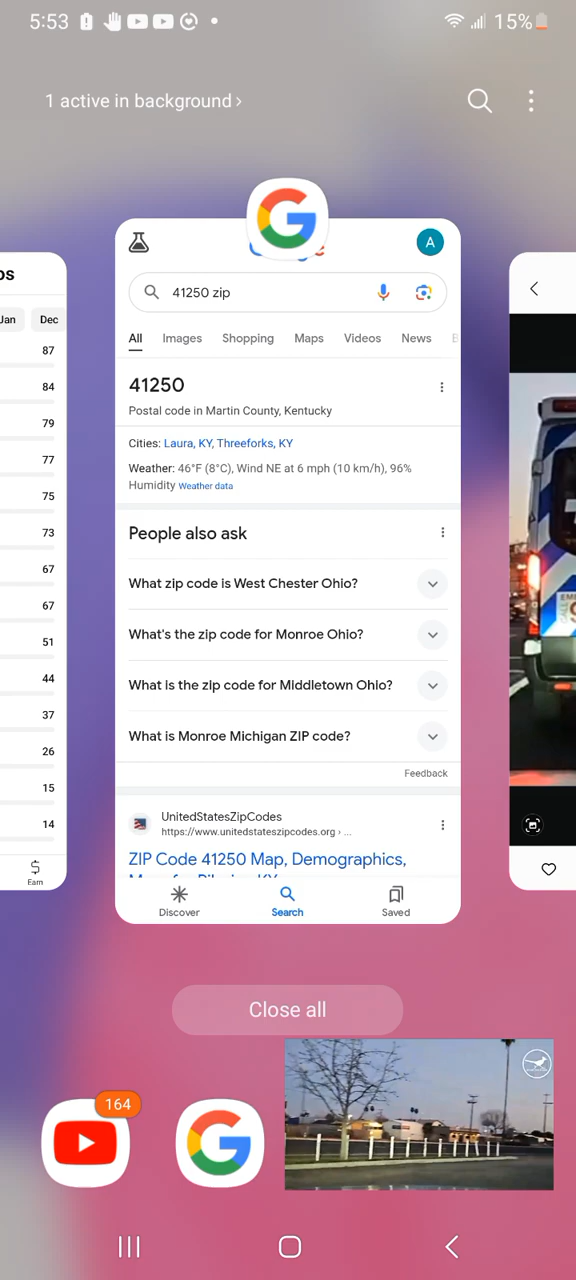 5:53
15%
1 active in background >
os
Jan Dec
87
84
79
77
75
73
67
67
51
44
37
26
15
14
Earn
A
41250 zip
All Images Shopping Maps Videos News
41250
Postal code in Martin County, Kentucky
Cities: Laura, KY, Threeforks, KY
Weather: 46°F (8°C), Wind NE at 6 mph (10 km/h), 96%
Humidity Weather data
People also ask
What zip code is West Chester Ohio?
What's the zip code for Monroe Ohio?
What is the zip code for Middletown Ohio?
What is Monroe Michigan ZIP code?
Feedback
UnitedStatesZipCodes
https://www.unitedstateszipcodes.org › ...
ZIP Code 41250 Map, Demographics,
Discover Search Saved
Close all
164